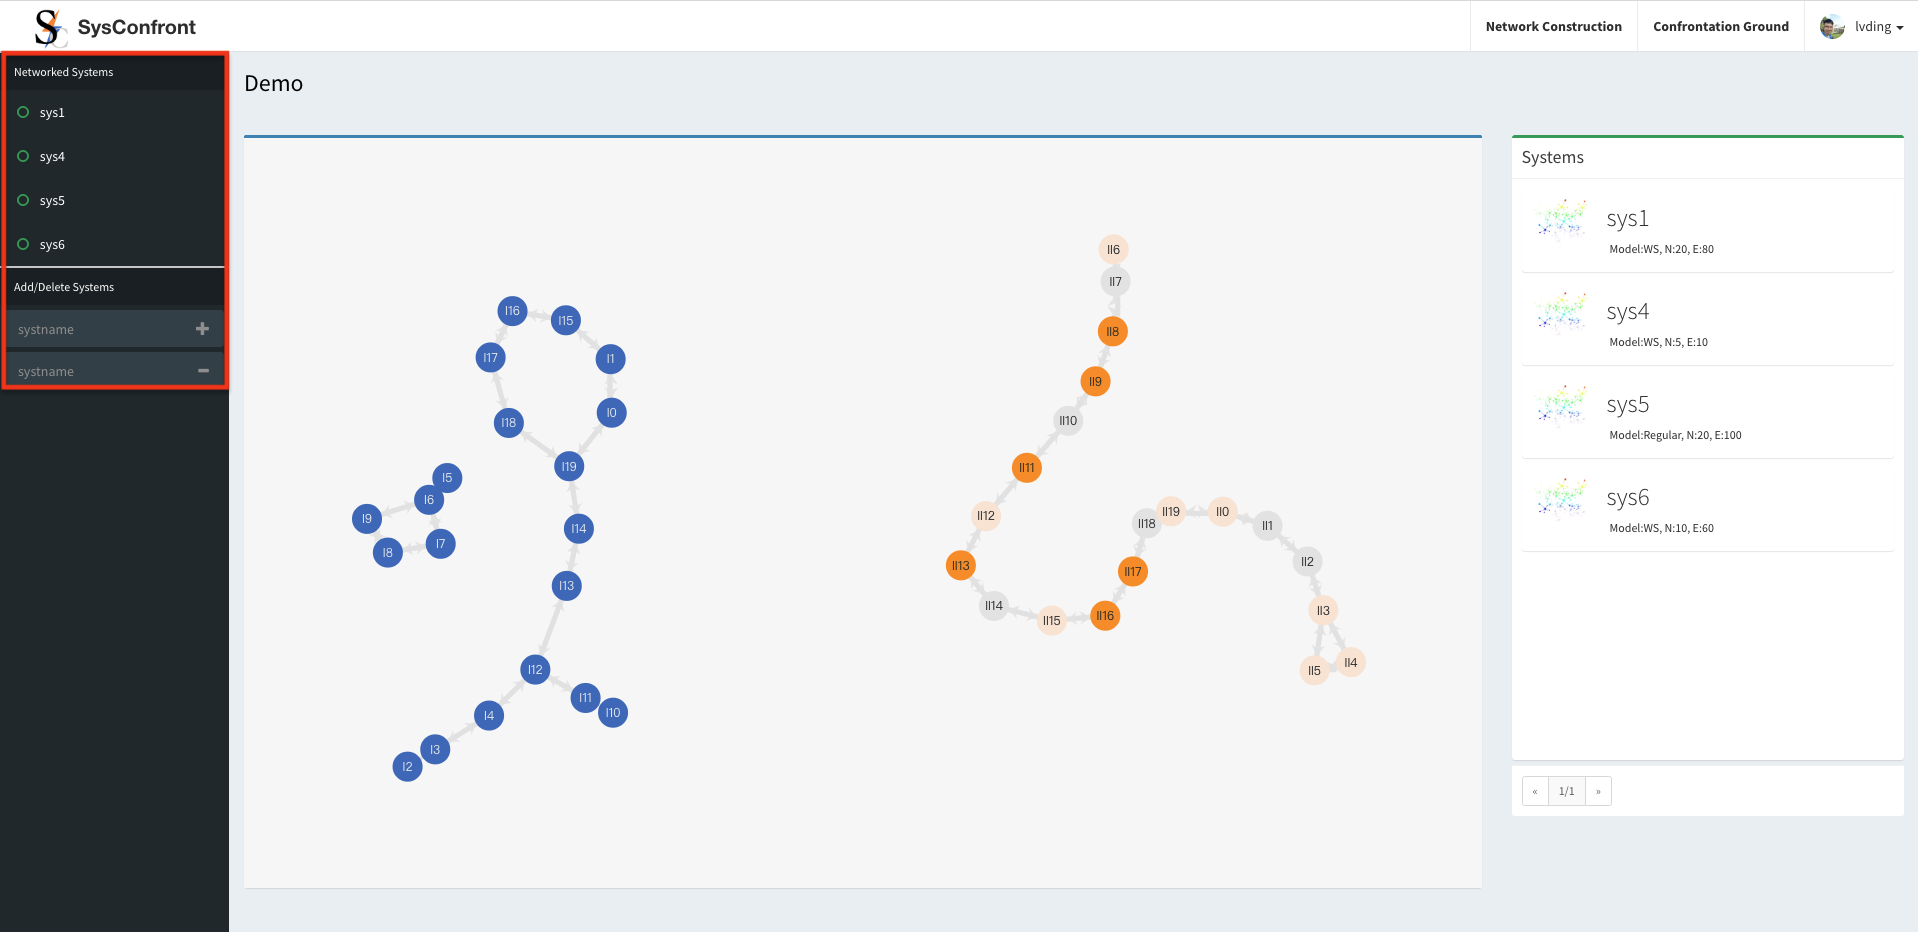 SysConfront
Network Construction
Confrontation Ground
lvding
Networked Systems
sys1
sys4
sys5
sys6
Add/Delete Systems
systname
systname
Demo
I16
I15
I17
I1
I0
I18
I19
I5
I6
I9
I7
I8
I14
I13
I12
I11
I10
I4
I3
I2
II6
II7
II8
II9
II10
II11
II12
II13
II14
II15
II16
II17
II18
II19
II0
II1
II2
II3
II4
II5
Systems
sys1
Model:WS, N:20, E:80
sys4
Model:WS, N:5, E:10
sys5
Model:Regular, N:20, E:100
sys6
Model:WS, N:10, E:60
« 1/1 »